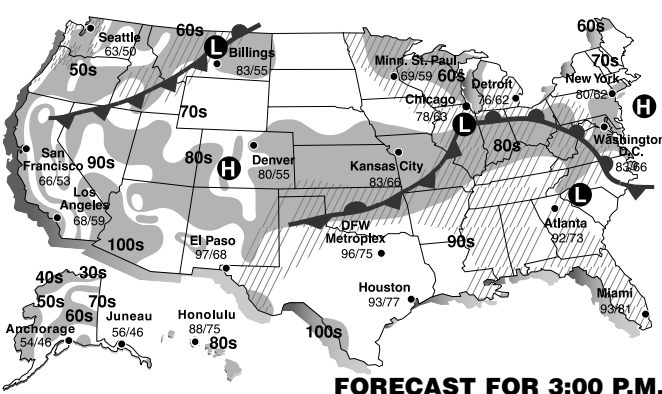 60s
60s
Seattle
63/50
L
Billings
83/55
50s
Minn. St. Paul
69/59
60s
70s
Detroit
76/62
New York
80/62
H
Chicago
78/63
70s
L
Washington
D.C.
83/66
80s
San
Francisco
66/53
90s
80s
H
Denver
80/55
Kansas City
83/66
Los
Angeles
68/59
L
Atlanta
92/73
100s
El Paso
97/68
DFW
Metroplex
96/75
90s
Houston
93/77
Miami
93/81
40s
30s
50s
70s
60s
Anchorage
54/46
Juneau
56/46
Honolulu
88/75
80s
100s
FORECAST FOR 3:00 P.M.